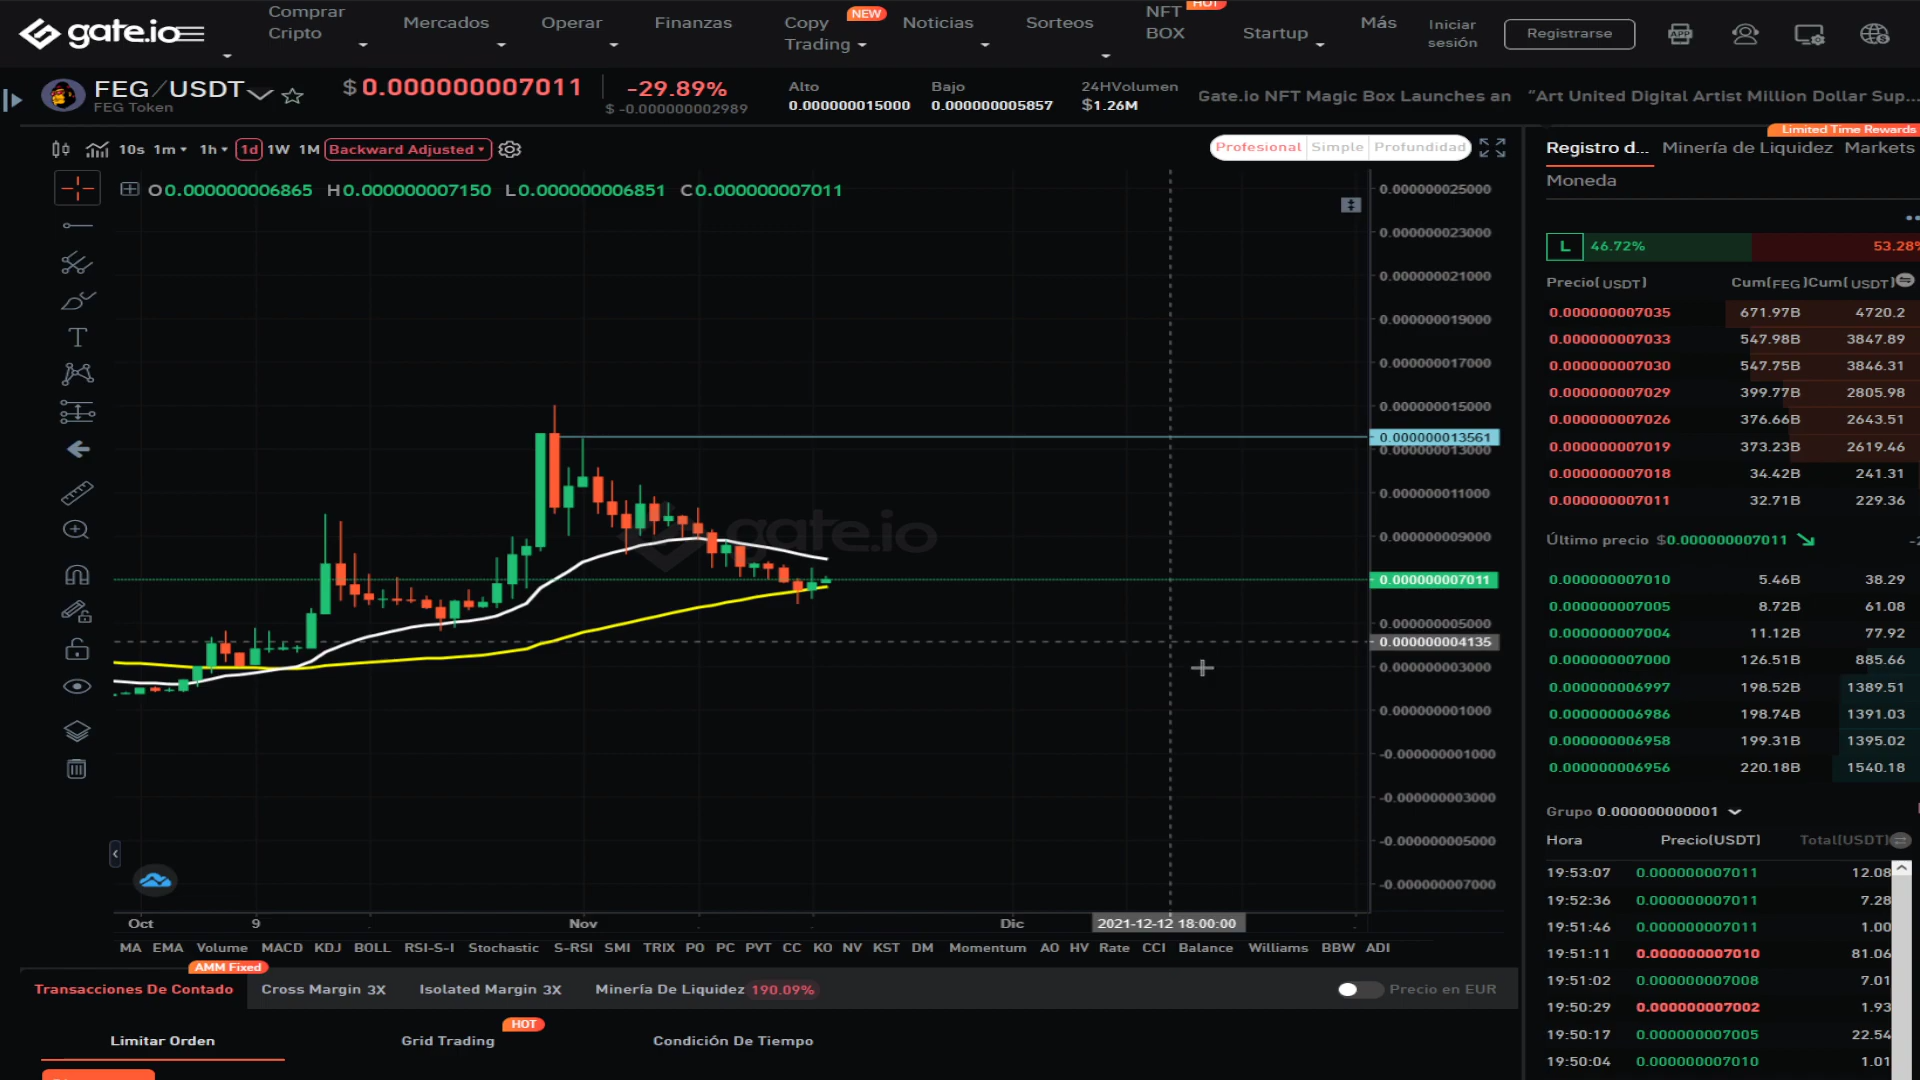 gate.io
Comprar Cripto
Mercados
Operar
Finanzas
Copy Trading
NEW
Noticias
Sorteos
NFT BOX
HOT
Startup
Más
Iniciar sesión
Registrarse
APP
FEG/USDT
FEG Token
$0.000000007011
-29.89%
$ -0.000000002989
Alto
0.000000015000
Bajo
0.000000005857
24HVolumen
$1.26M
Gate.io NFT Magic Box Launches an
“Art United Digital Artist Million Dollar Sup...
10s 1m 1h 1d 1W 1M Backward Adjusted
Profesional Simple Profundidad
O0.000000006865 H0.000000007150 L0.000000006851 C0.000000007011
0.000000025000
0.000000023000
0.000000021000
0.000000019000
0.000000017000
0.000000015000
0.000000013561
0.000000013000
0.000000011000
0.000000009000
0.000000007011
0.000000005000
0.000000004135
0.000000003000
0.000000001000
-0.000000001000
-0.000000003000
-0.000000005000
-0.000000007000
gate.io
Oct 9 Nov Dic 2021-12-12 18:00:00
MA EMA Volume MACD KDJ BOLL RSI-S-I Stochastic S-RSI SMI TRIX PO PC PVT CC KO NV KST DM Momentum AO HV Rate CCI Balance Williams BBW ADI
AMM Fixed
Transacciones De Contado
Cross Margin 3X
Isolated Margin 3X
Minería De Liquidez 190.09%
Precio en EUR
HOT
Limitar Orden
Grid Trading
Condición De Tiempo
Limited Time Rewards
Registro d... Minería de Liquidez Markets
Moneda
L 46.72% 53.28%
Precio(USDT) Cum(FEG) Cum(USDT)
0.000000007035 671.97B 4720.2
0.000000007033 547.98B 3847.89
0.000000007030 547.75B 3846.31
0.000000007029 399.77B 2805.98
0.000000007026 376.66B 2643.51
0.000000007019 373.23B 2619.46
0.000000007018 34.42B 241.31
0.000000007011 32.71B 229.36
Último precio $0.000000007011
0.000000007010 5.46B 38.29
0.000000007005 8.72B 61.08
0.000000007004 11.12B 77.92
0.000000007000 126.51B 885.66
0.000000006997 198.52B 1389.51
0.000000006986 198.74B 1391.03
0.000000006958 199.31B 1395.02
0.000000006956 220.18B 1540.18
Grupo 0.000000000001
Hora Precio(USDT) Total(USDT)
19:53:07 0.000000007011 12.08
19:52:36 0.000000007011 7.28
19:51:46 0.000000007011 1.00
19:51:11 0.000000007010 81.06
19:51:02 0.000000007008 7.01
19:50:29 0.000000007002 1.93
19:50:17 0.000000007005 22.54
19:50:04 0.000000007010 1.01